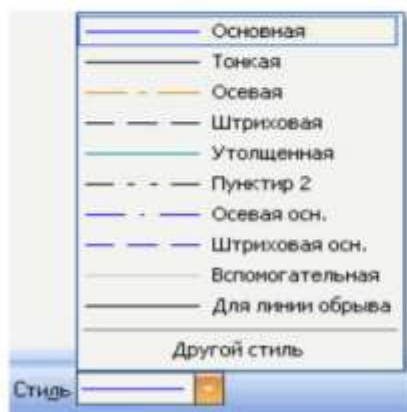 Основная
Тонкая
Осевая
Штриховая
Утолщенная
Пунктир 2
Осевая осн.
Штриховая осн.
Вспомогательная
Для линии обрыва
Другой стиль
Стиль